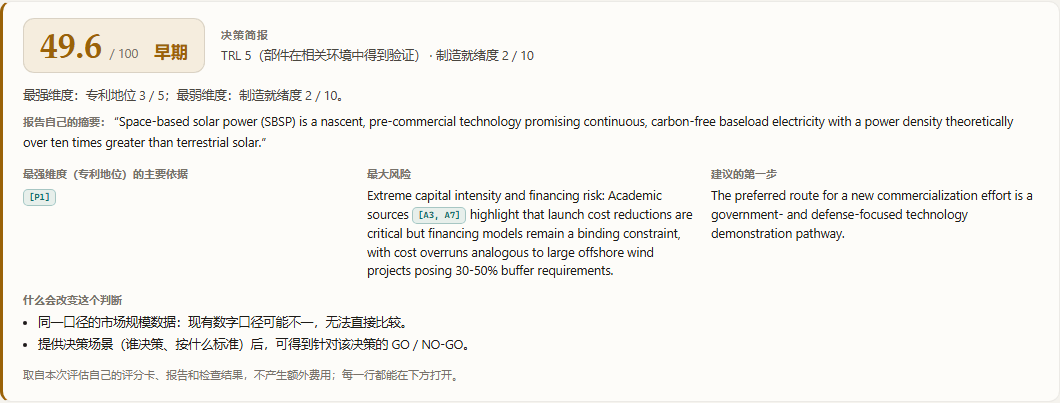 49.6 / 100 早期
决策简报
TRL 5（部件在相关环境中得到验证） · 制造就绪度 2 / 10
最强维度：专利地位 3 / 5；最弱维度：制造就绪度 2 / 10。
报告自己的摘要： “Space-based solar power (SBSP) is a nascent, pre-commercial technology promising continuous, carbon-free baseload electricity with a power density theoretically
over ten times greater than terrestrial solar.”
最强维度（专利地位）的主要依据
[P1]
最大风险
Extreme capital intensity and financing risk: Academic
sources [A3, A7] highlight that launch cost reductions are
critical but financing models remain a binding constraint,
with cost overruns analogous to large offshore wind
projects posing 30-50% buffer requirements.
建议的第一步
The preferred route for a new commercialization effort is a
government- and defense-focused technology
demonstration pathway.
什么会改变这个判断
• 同一口径的市场规模数据：现有数字口径可能不一，无法直接比较。
• 提供决策场景（谁决策、按什么标准）后，可得到针对该决策的 GO / NO-GO。
取自本次评估自己的评分卡、报告和检查结果，不产生额外费用；每一行都能在下方打开。